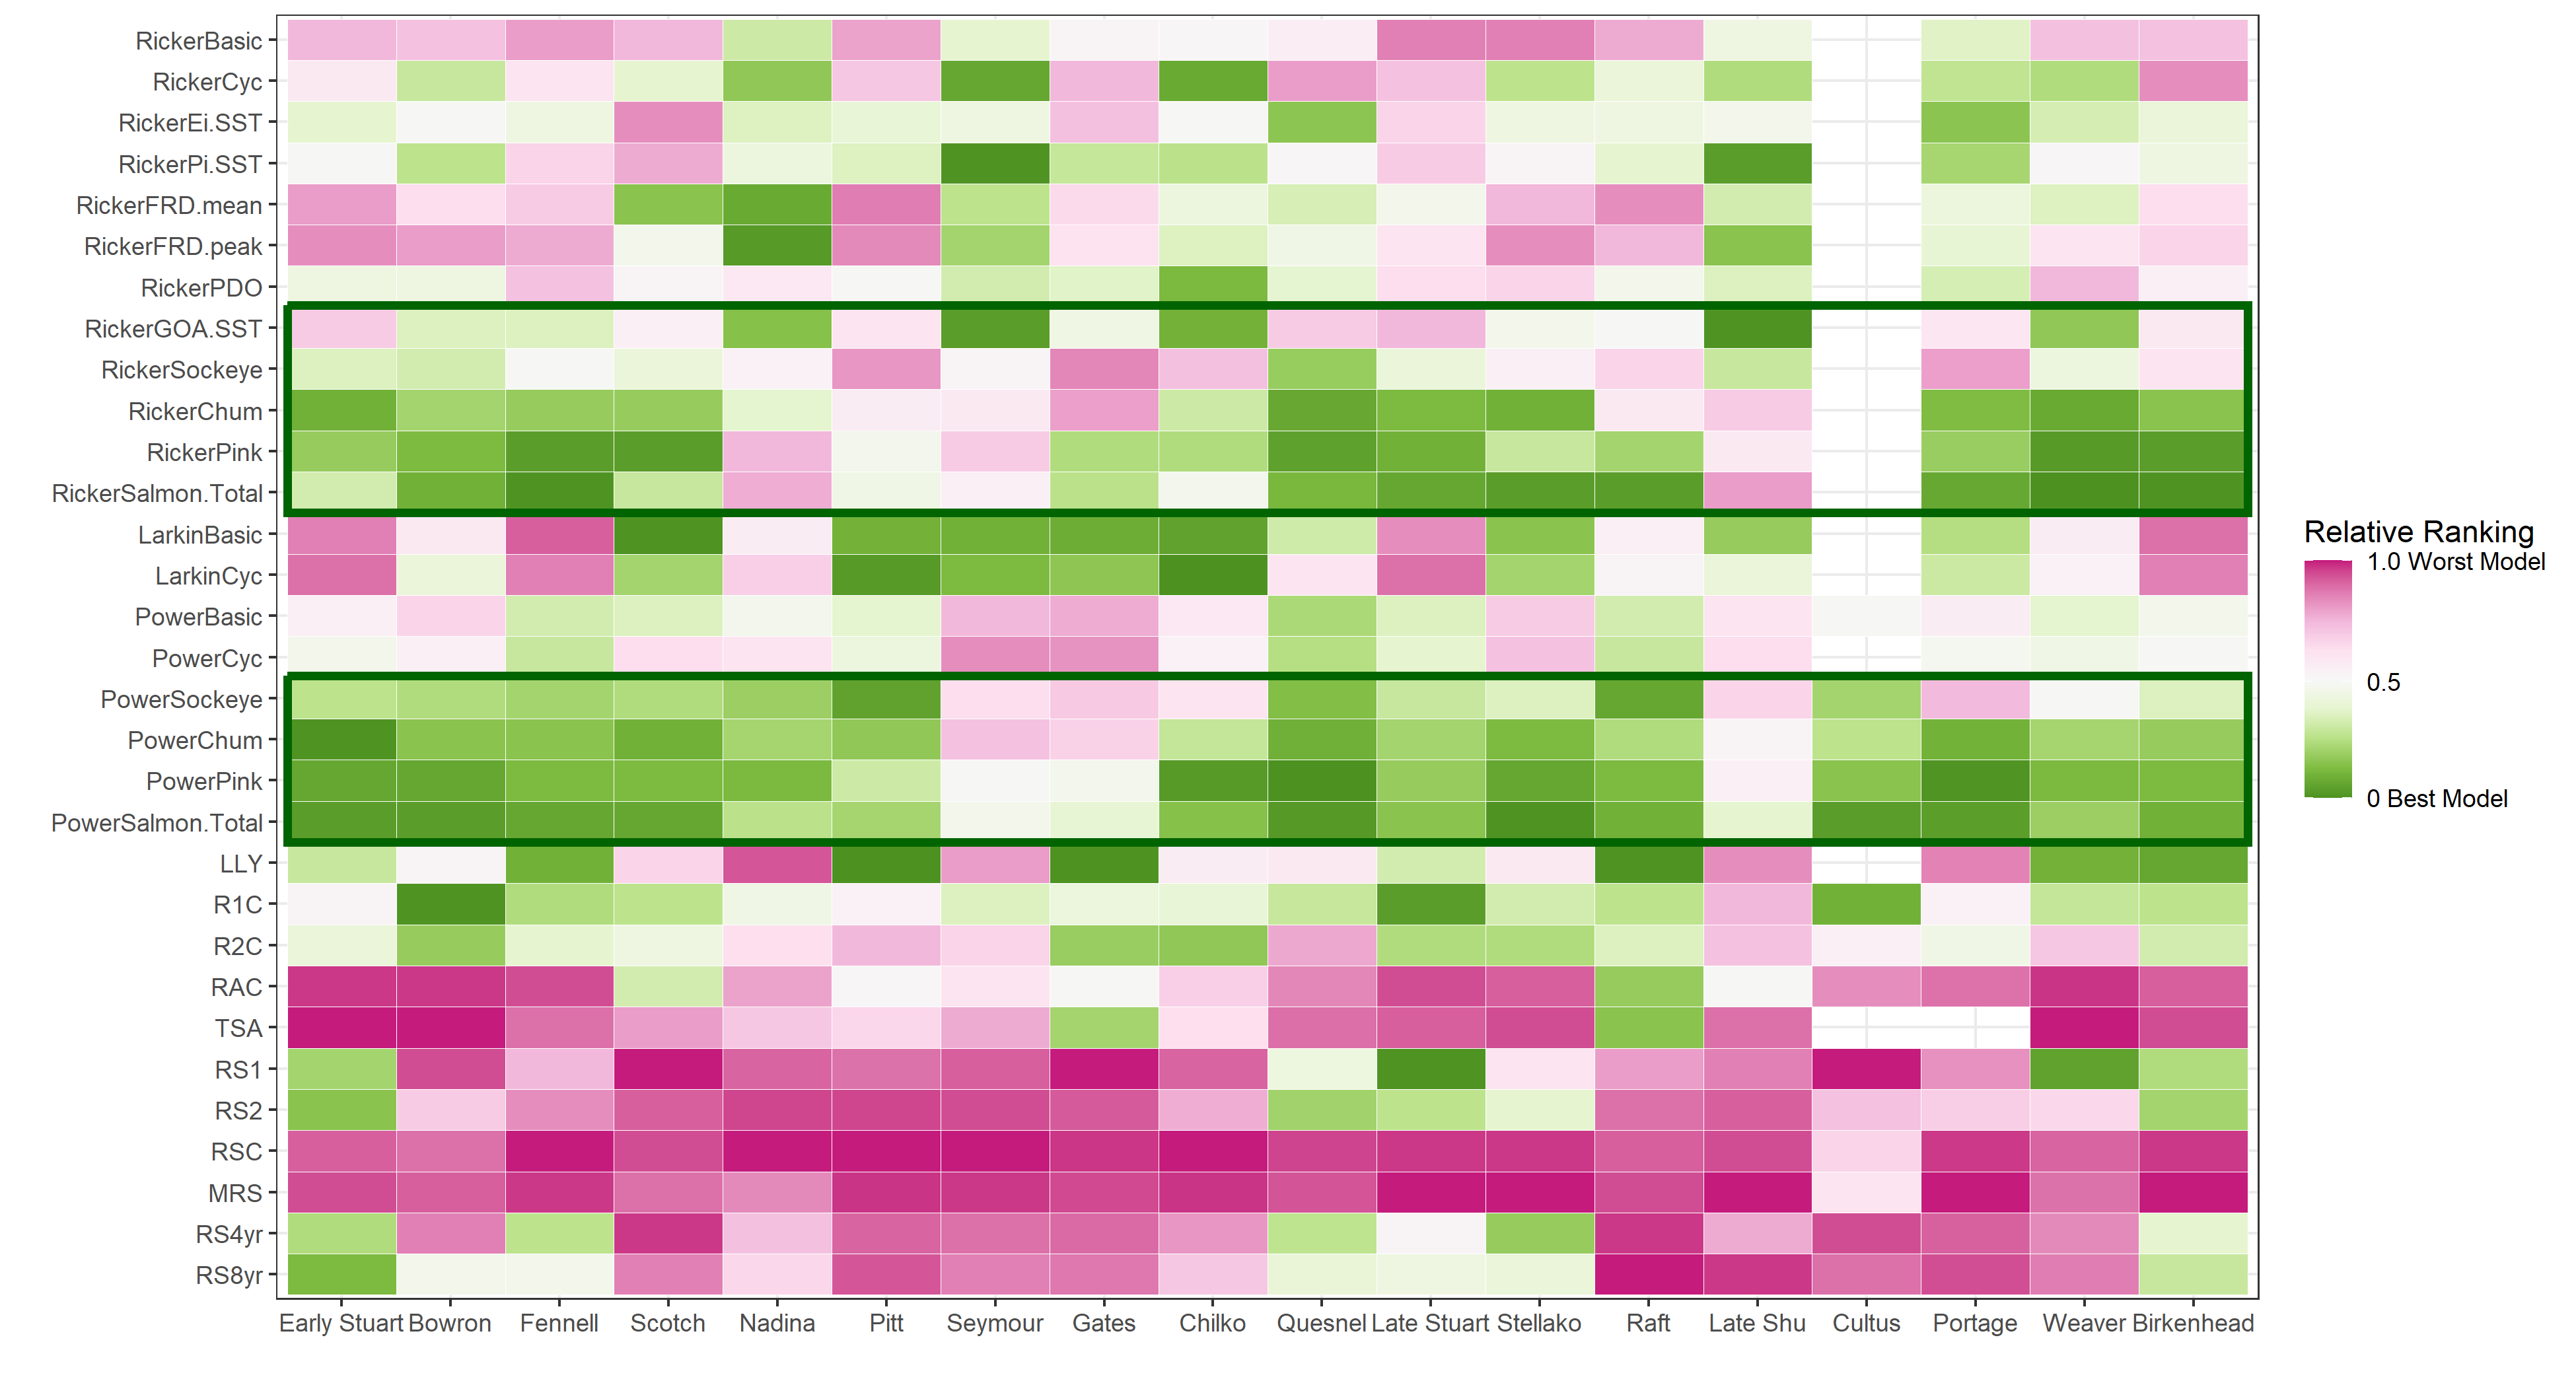 RickerBasic
RickerCyc
RickerEi.SST
RickerPi.SST
RickerFRD.mean
RickerFRD.peak
RickerPDO
RickerGOA.SST
RickerSockeye
RickerChum
RickerPink
RickerSalmon.Total
LarkinBasic
LarkinCyc
PowerBasic
PowerCyc
PowerSockeye
PowerChum
PowerPink
PowerSalmon.Total
LLY
R1C
R2C
RAC
TSA
RS1
RS2
RSC
MRS
RS4yr
RS8yr
Early Stuart Bowron Fennell Scotch Nadina Pitt Seymour Gates Chilko Quesnel Late Stuart Stellako Raft Late Shu Cultus Portage Weaver Birkenhead
Relative Ranking
1.0 Worst Model
0.5
0 Best Model